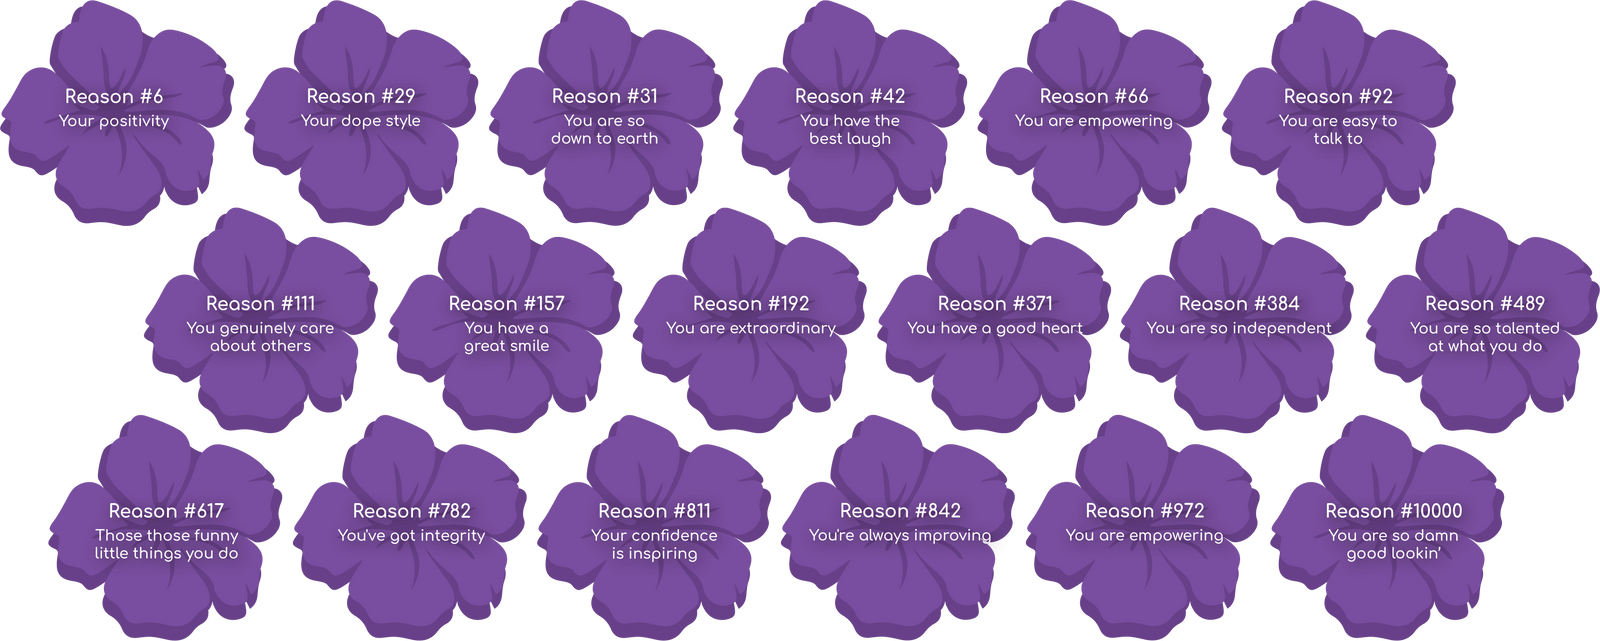 Reason #6
Your positivity
Reason #29
Your dope style
Reason #31
You are so
down to earth
Reason #42
You have the
best laugh
Reason #66
You are empowering
Reason #92
You are easy to
talk to
Reason #111
You genuinely care
about others
Reason #157
You have a
great smile
Reason #192
You are extraordinary
Reason #371
You have a good heart
Reason #384
You are so independent
Reason #489
You are so talented
at what you do
Reason #617
Those those funny
little things you do
Reason #782
You've got integrity
Reason #811
Your confidence
is inspiring
Reason #842
You're always improving
Reason #972
You are empowering
Reason #10000
You are so damn
good lookin’